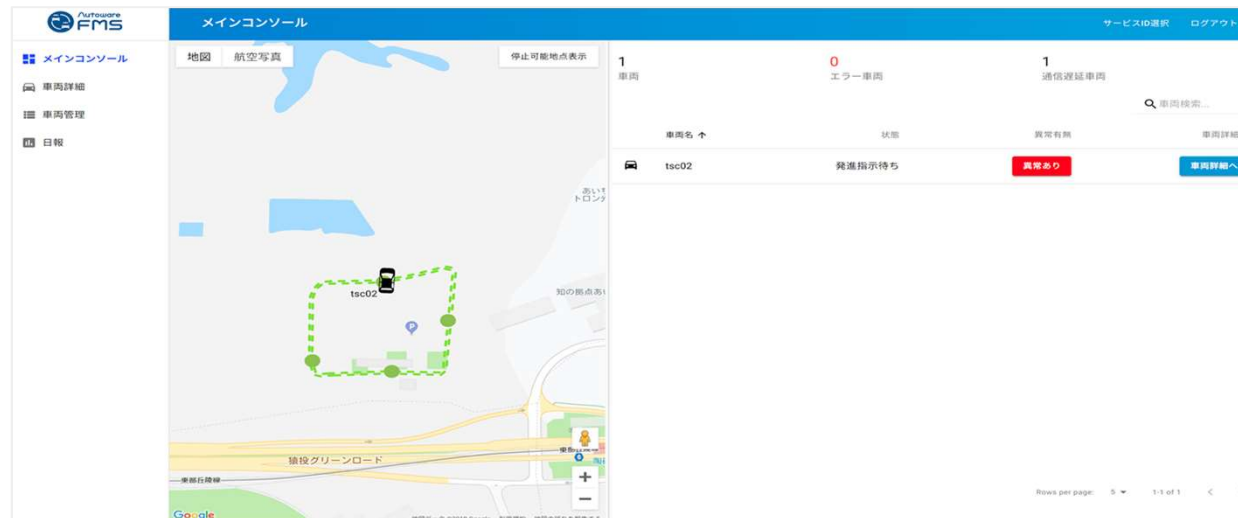 Autoware
FMS
メインコンソール
サービスID選択
ログアウト
メインコンソール
車両詳細
車両管理
日報
地図
航空写真
停止可能地点表示
あいち
トロン光
tsc02
知の拠点あい
P
猿投グリーンロード
東部丘陵線
Google
1
車両
0
エラー車両
1
通信遅延車両
車両検索...
車両名 ↑
状態
異常有無
車両詳細
tsc02
発進指示待ち
異常あり
車両詳細へ
Rows per page: 5
1-1 of 1